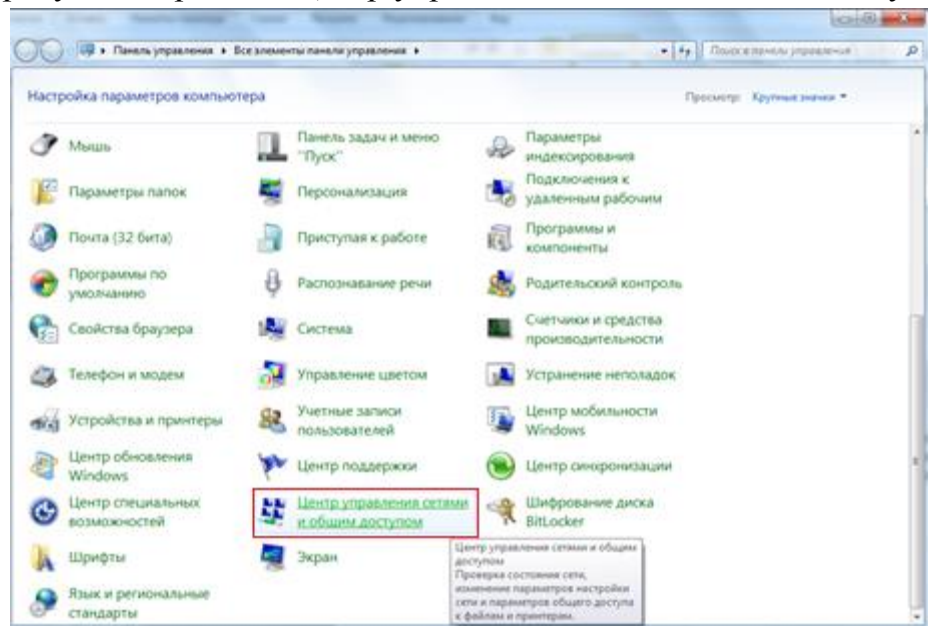 Панель управления ▸ Все элементы панели управления ▸
Поиск в панели управления
Настройка параметров компьютера
Просмотр: Крупные значки
Мышь
Панель задач и меню
"Пуск"
Параметры
индексирования
Параметры папок
Персонализация
Подключения к
удаленным рабочим
Почта (32 бита)
Приступая к работе
Программы и
компоненты
Программы по
умолчанию
Распознавание речи
Родительский контроль
Свойства браузера
Система
Счетчики и средства
производительности
Телефон и модем
Управление цветом
Устранение неполадок
Устройства и принтеры
Учетные записи
пользователей
Центр мобильности
Windows
Центр обновления
Windows
Центр поддержки
Центр синхронизации
Центр специальных
возможностей
Центр управления сетями
и общим доступом
Шифрование диска
BitLocker
Шрифты
Экран
Центр управления сетями и общим
доступом
Проверка состояния сети,
изменение параметров настройки
сети и параметров общего доступа
к файлам и принтерам.
Язык и региональные
стандарты